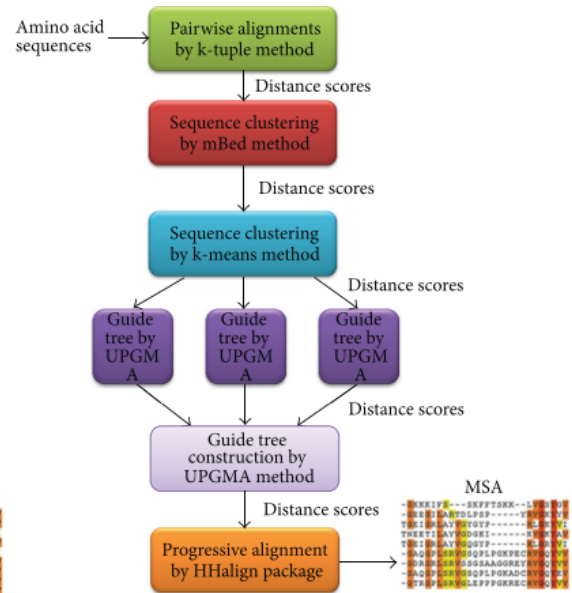 Amino acid
sequences
Pairwise alignments
by k-tuple method
Distance scores
Sequence clustering
by mBed method
Distance scores
Sequence clustering
by k-means method
Distance scores
Guide
tree by
UPGM
A
Guide
tree by
UPGM
A
Guide
tree by
UPGM
A
Distance scores
Guide tree
construction by
UPGMA method
Distance scores
MSA
Progressive alignment
by HHalign package